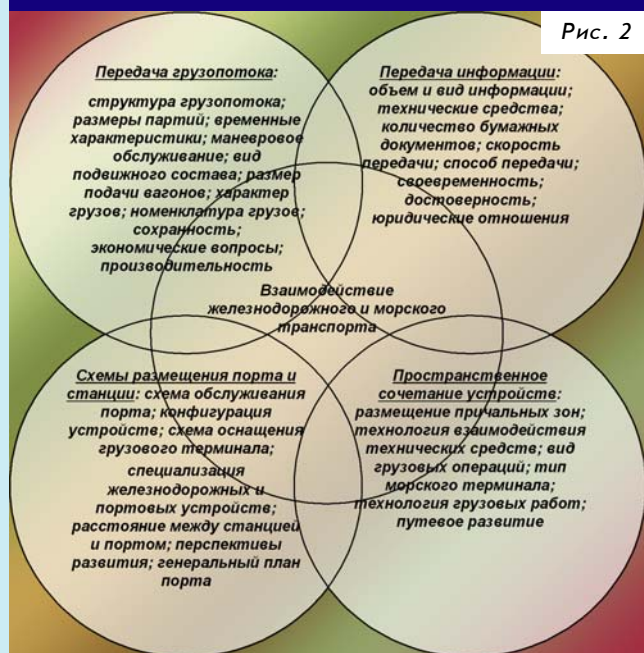 Рис. 2
Передача грузопотока:
структура грузопотока;
размеры партий; временные
характеристики; маневровое
обслуживание; вид
подвижного состава; размер
подачи вагонов; характер
грузов; номенклатура грузов;
сохранность;
экономические вопросы;
производительность
Передача информации:
объем и вид информации;
технические средства;
количество бумажных
документов; скорость
передачи; способ передачи;
своевременность;
достоверность;
юридические отношения
Взаимодействие
железнодорожного и морского
транспорта
Схемы размещения порта и
станции: схема обслуживания
порта; конфигурация
устройств; схема оснащения
грузового терминала;
специализация
железнодорожных и
портовых устройств;
расстояние между станцией
и портом; перспективы
развития; генеральный план
порта
Пространственное
сочетание устройств:
размещение причальных зон;
технология взаимодействия
технических средств; вид
грузовых операций; тип
морского терминала;
технология грузовых работ;
путевое развитие